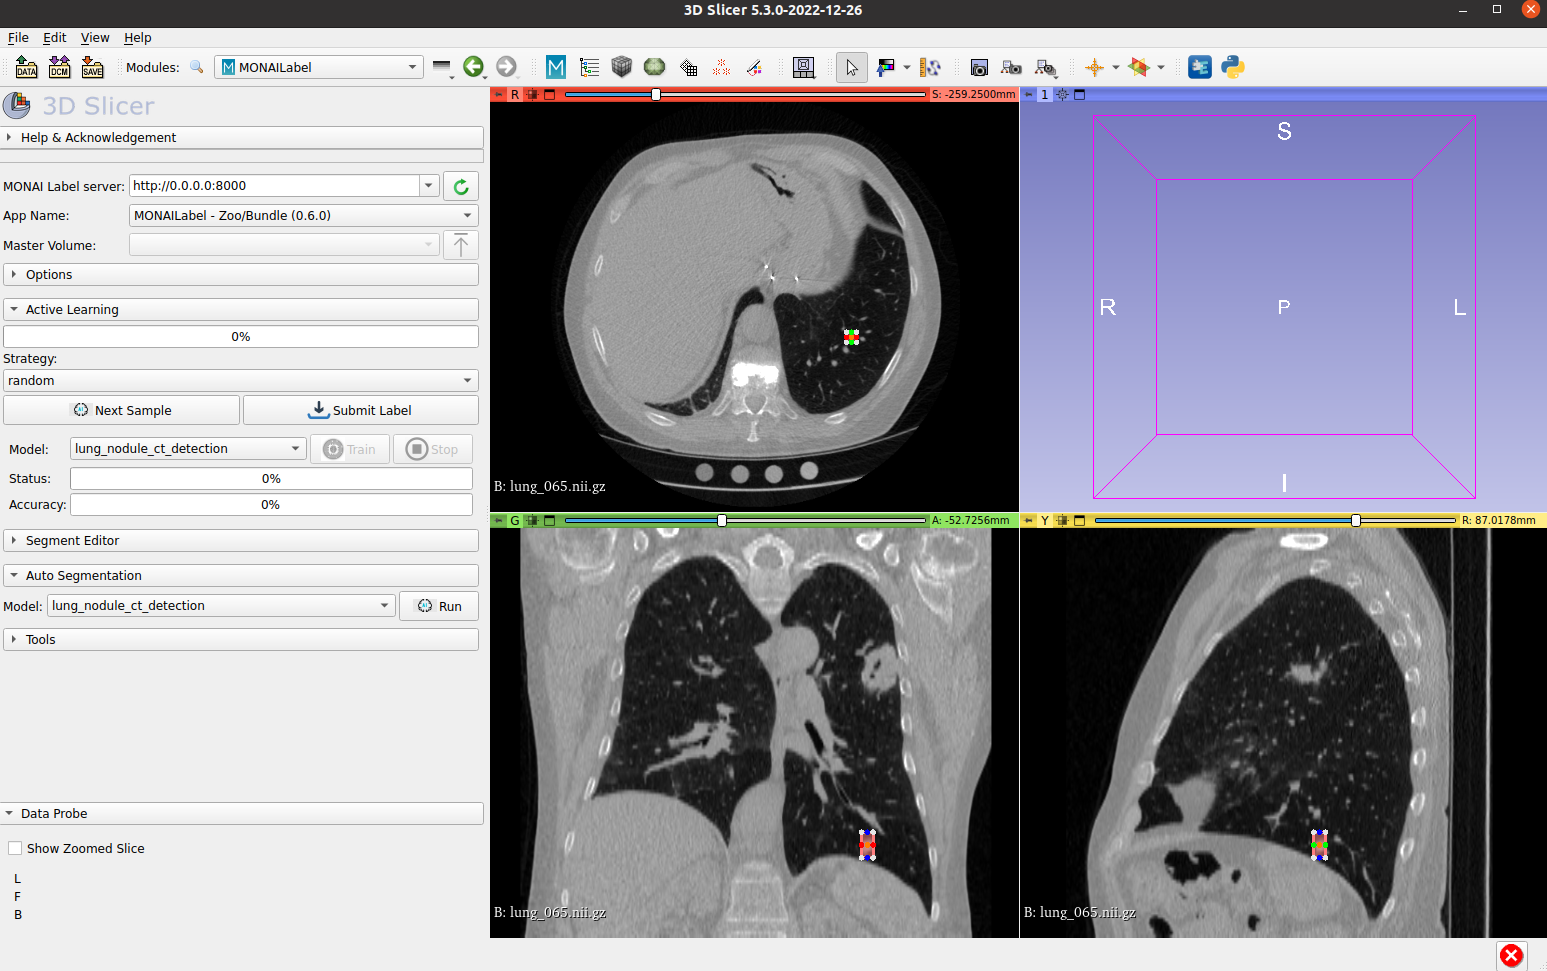 3D Slicer 5.3.0-2022-12-26
File Edit View Help
DATA DCM SAVE Modules: M MONAILabel M
3D Slicer
Help & Acknowledgement
MONAI Label server: http://0.0.0.0:8000
App Name: MONAILabel - Zoo/Bundle (0.6.0)
Master Volume:
Options
Active Learning
0%
Strategy:
random
Next Sample Submit Label
Model: lung_nodule_ct_detection Train Stop
Status: 0%
Accuracy: 0%
Segment Editor
Auto Segmentation
Model: lung_nodule_ct_detection Run
Tools
Data Probe
Show Zoomed Slice
L
F
B
R S: -259.2500mm
B: lung_065.nii.gz
1
S
R P L
I
G A: -52.7256mm
B: lung_065.nii.gz
Y R: 87.0178mm
B: lung_065.nii.gz